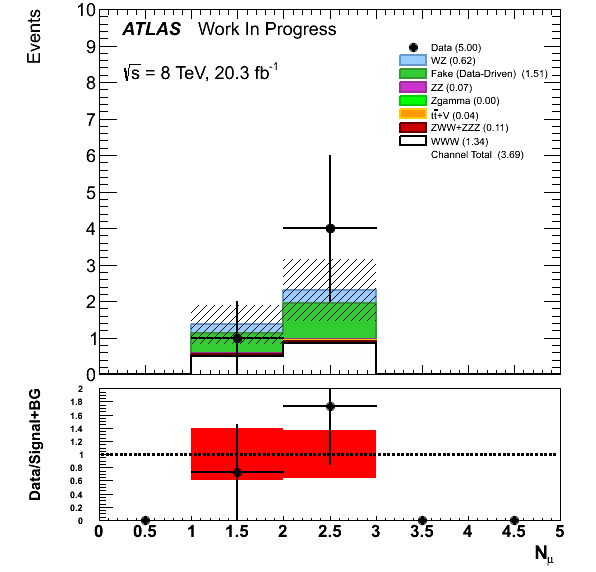 Events
10
9
8
7
6
5
4
3
2
1
0
ATLAS Work In Progress
√s = 8 TeV, 20.3 fb⁻¹
Data (5.00)
WZ (0.62)
Fake (Data-Driven) (1.51)
ZZ (0.07)
Zgamma (0.00)
tt̄+V (0.04)
ZWW+ZZZ (0.11)
WWW (1.34)
Channel Total (3.69)
Data/Signal+BG
2
1.8
1.6
1.4
1.2
1
0.8
0.6
0.4
0.2
0
0 0.5 1 1.5 2 2.5 3 3.5 4 4.5 5
Nμ